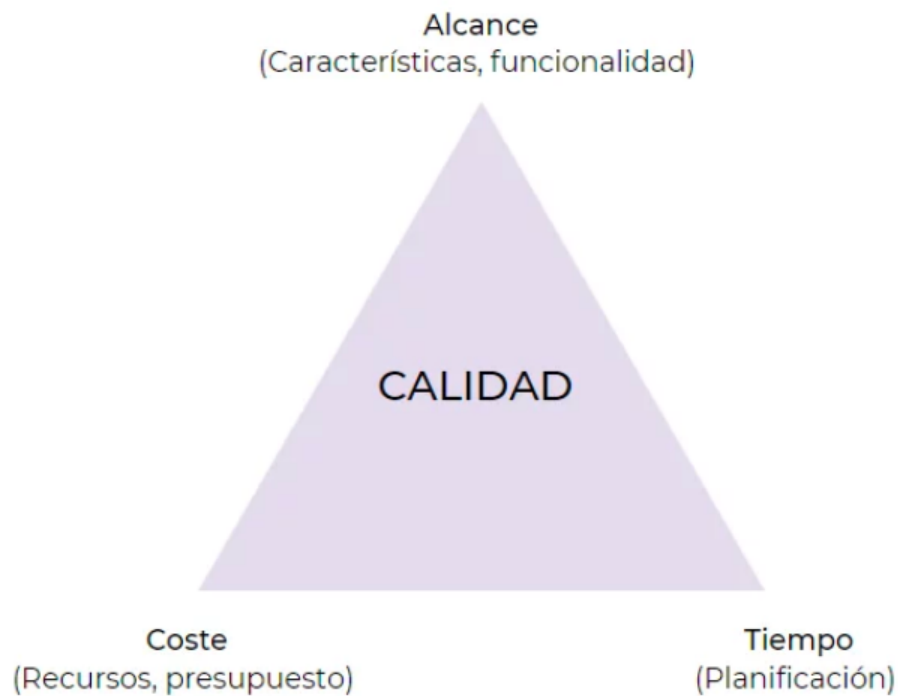 Alcance
(Características, funcionalidad)
CALIDAD
Coste
(Recursos, presupuesto)
Tiempo
(Planificación)